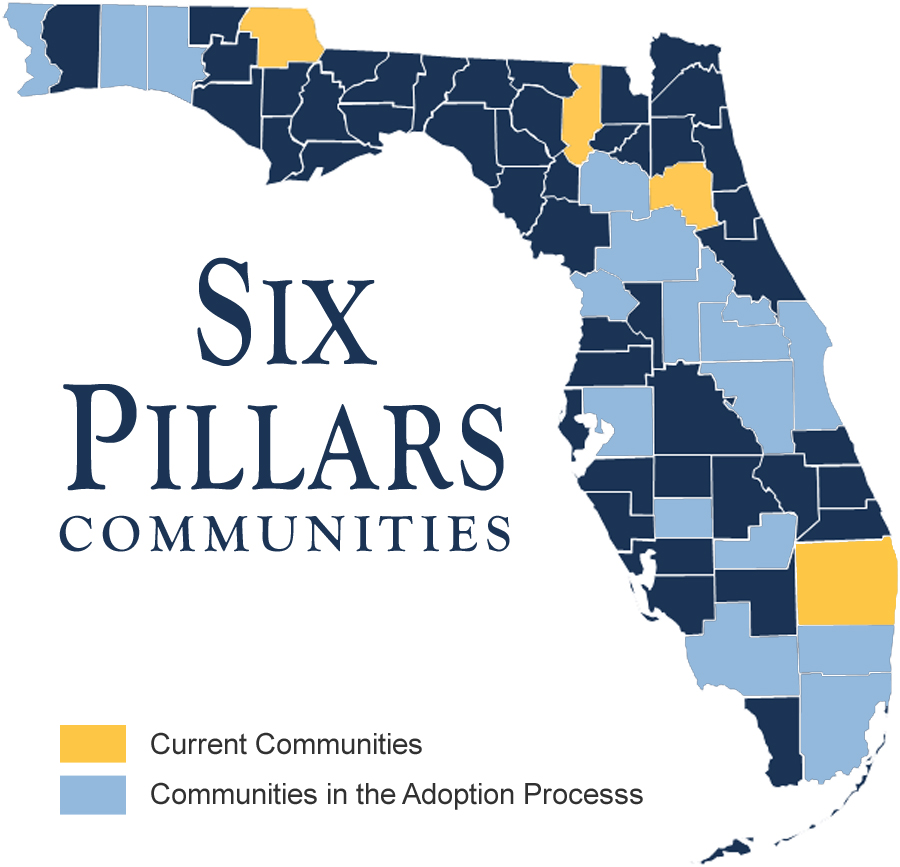 SIX
PILLARS
COMMUNITIES
Current Communities
Communities in the Adoption Processs